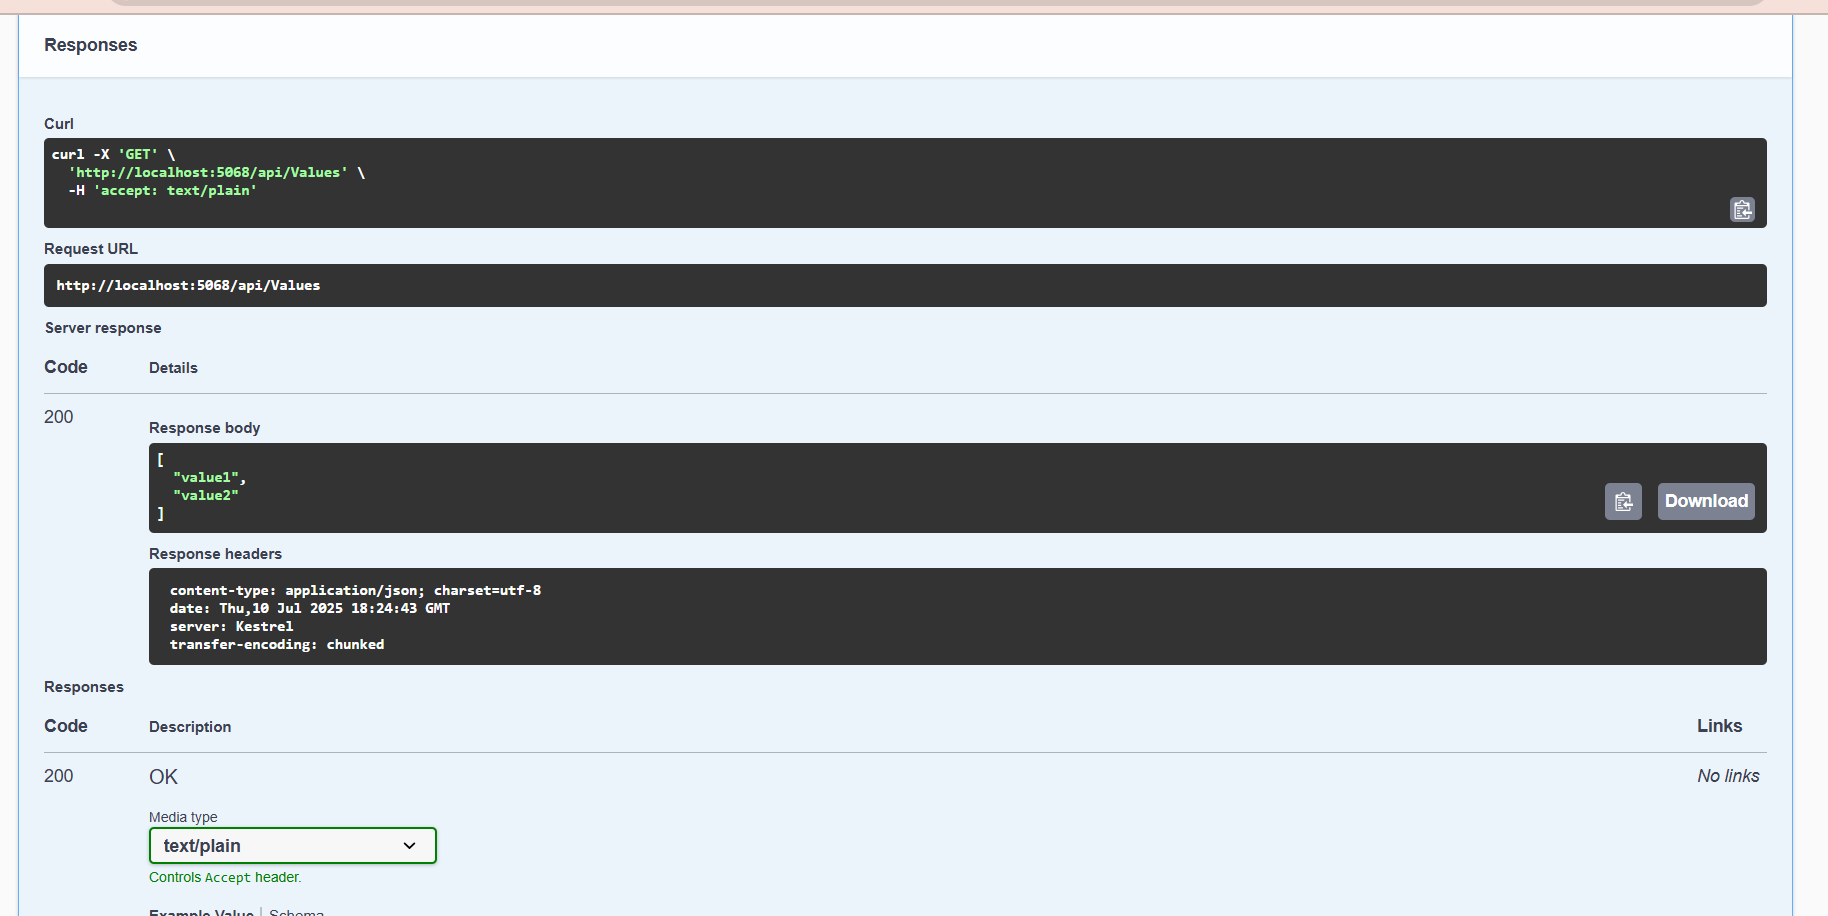 Responses
Curl
curl -X 'GET' \
  'http://localhost:5068/api/Values' \
  -H 'accept: text/plain'
Request URL
http://localhost:5068/api/Values
Server response
Code Details
200
Response body
[
  "value1",
  "value2"
]
Download
Response headers
content-type: application/json; charset=utf-8
date: Thu,10 Jul 2025 18:24:43 GMT
server: Kestrel
transfer-encoding: chunked
Responses
Code Description Links
200 OK No links
Media type
text/plain
Controls Accept header.
Example Value | Schema